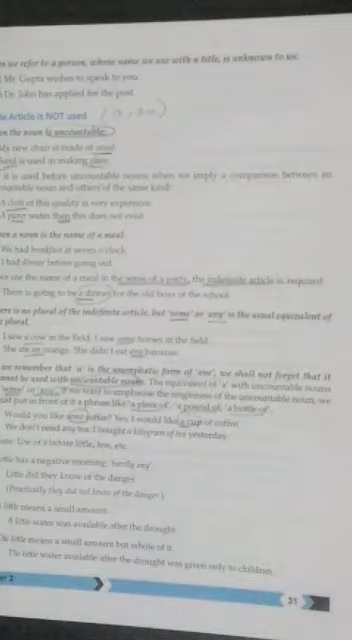 we refer to a person, whose name we use with a title, is unknown to us.
Mr. Gupta wishes to speak to you.
Dr. John has applied for the post.
Article is NOT used
the noun is uncountable.
My new chair is made of
is used in making
it is used before uncountable nouns when we imply a comparison between an
uncountable noun and others of the same kind:
A cloth of this quality is very expensive.
A purer water than this does not exist.
a noun is the name of a meal:
We had breakfast at seven o'clock.
I had dinner before going out.
we use the name of a meal in the sense of a party, the indefinite article is required.
There is going to be a dinner for the old boys of the school.
there is no plural of the indefinite article, but 'some' or 'any' is the usual equivalent of
plural.
I saw a cow in the field. I saw some horses in the field.
She ate an orange. She didn't eat any bananas.
we remember that 'a' is the unemphatic form of 'one', we shall not forget that it
cannot be used with uncountable nouns. The equivalent of 'a' with uncountable nouns
'some' or 'any'. If we want to emphasise the singleness of the uncountable noun, we
must put in front of it a phrase like 'a piece of', 'a pound of', 'a bottle of'.
Would you like some coffee? Yes, I would like a cup of coffee.
We don't need any tea. I bought a kilogram of tea yesterday.
Use of a before little, few, etc.
little has a negative meaning: 'hardly any'
Little did they know of the danger.
(Practically they did not know of the danger.)
little means a small amount.
A little water was available after the drought.
The little means a small amount but whole of it.
The little water available after the drought was given only to children.
2
31